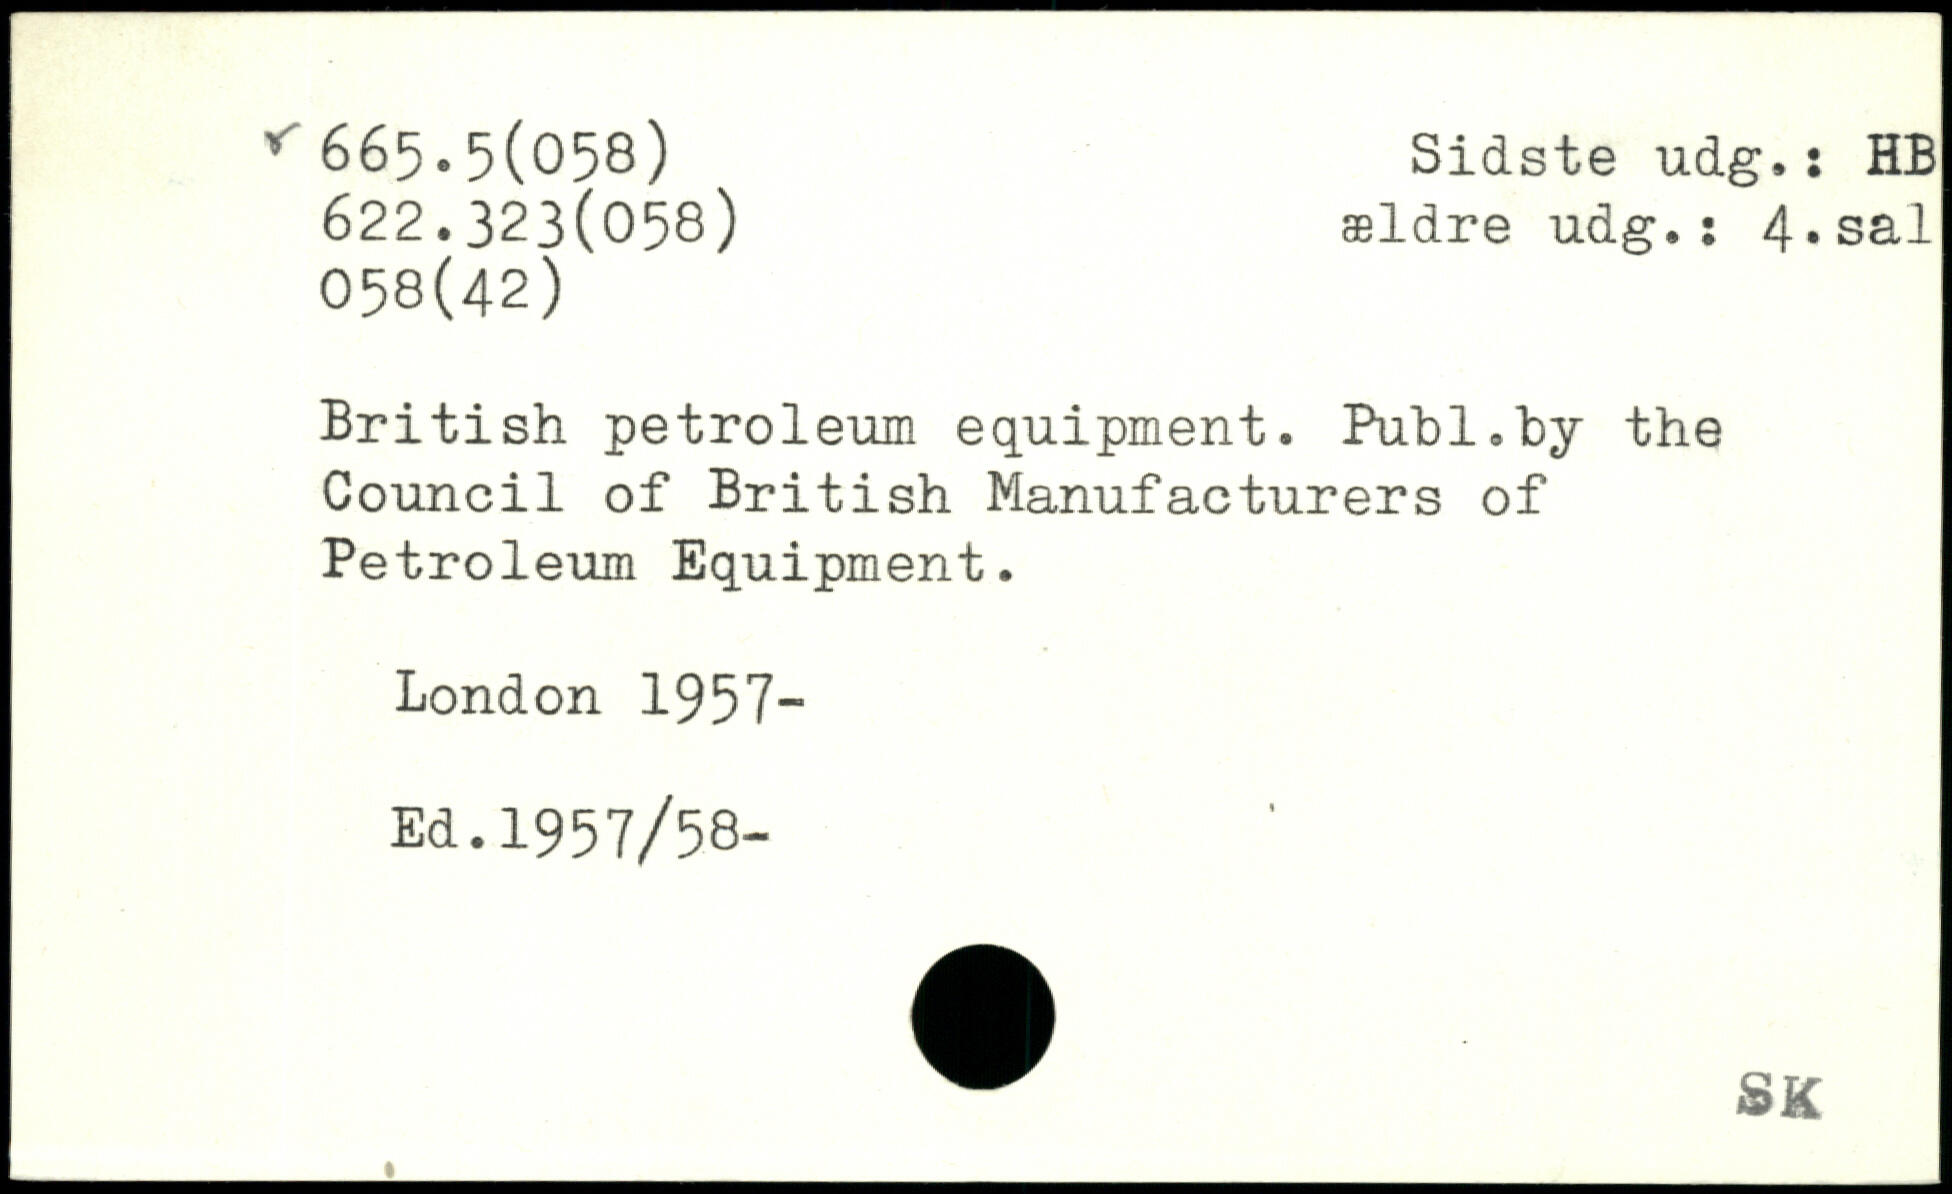 665.5(058) Sidste udg.: HB
622.323(058) ældre udg.: 4.sal
058(42)
British petroleum equipment. Publ.by the
Council of British Manufacturers of
Petroleum Equipment.
London 1957-
Ed.1957/58-
SK